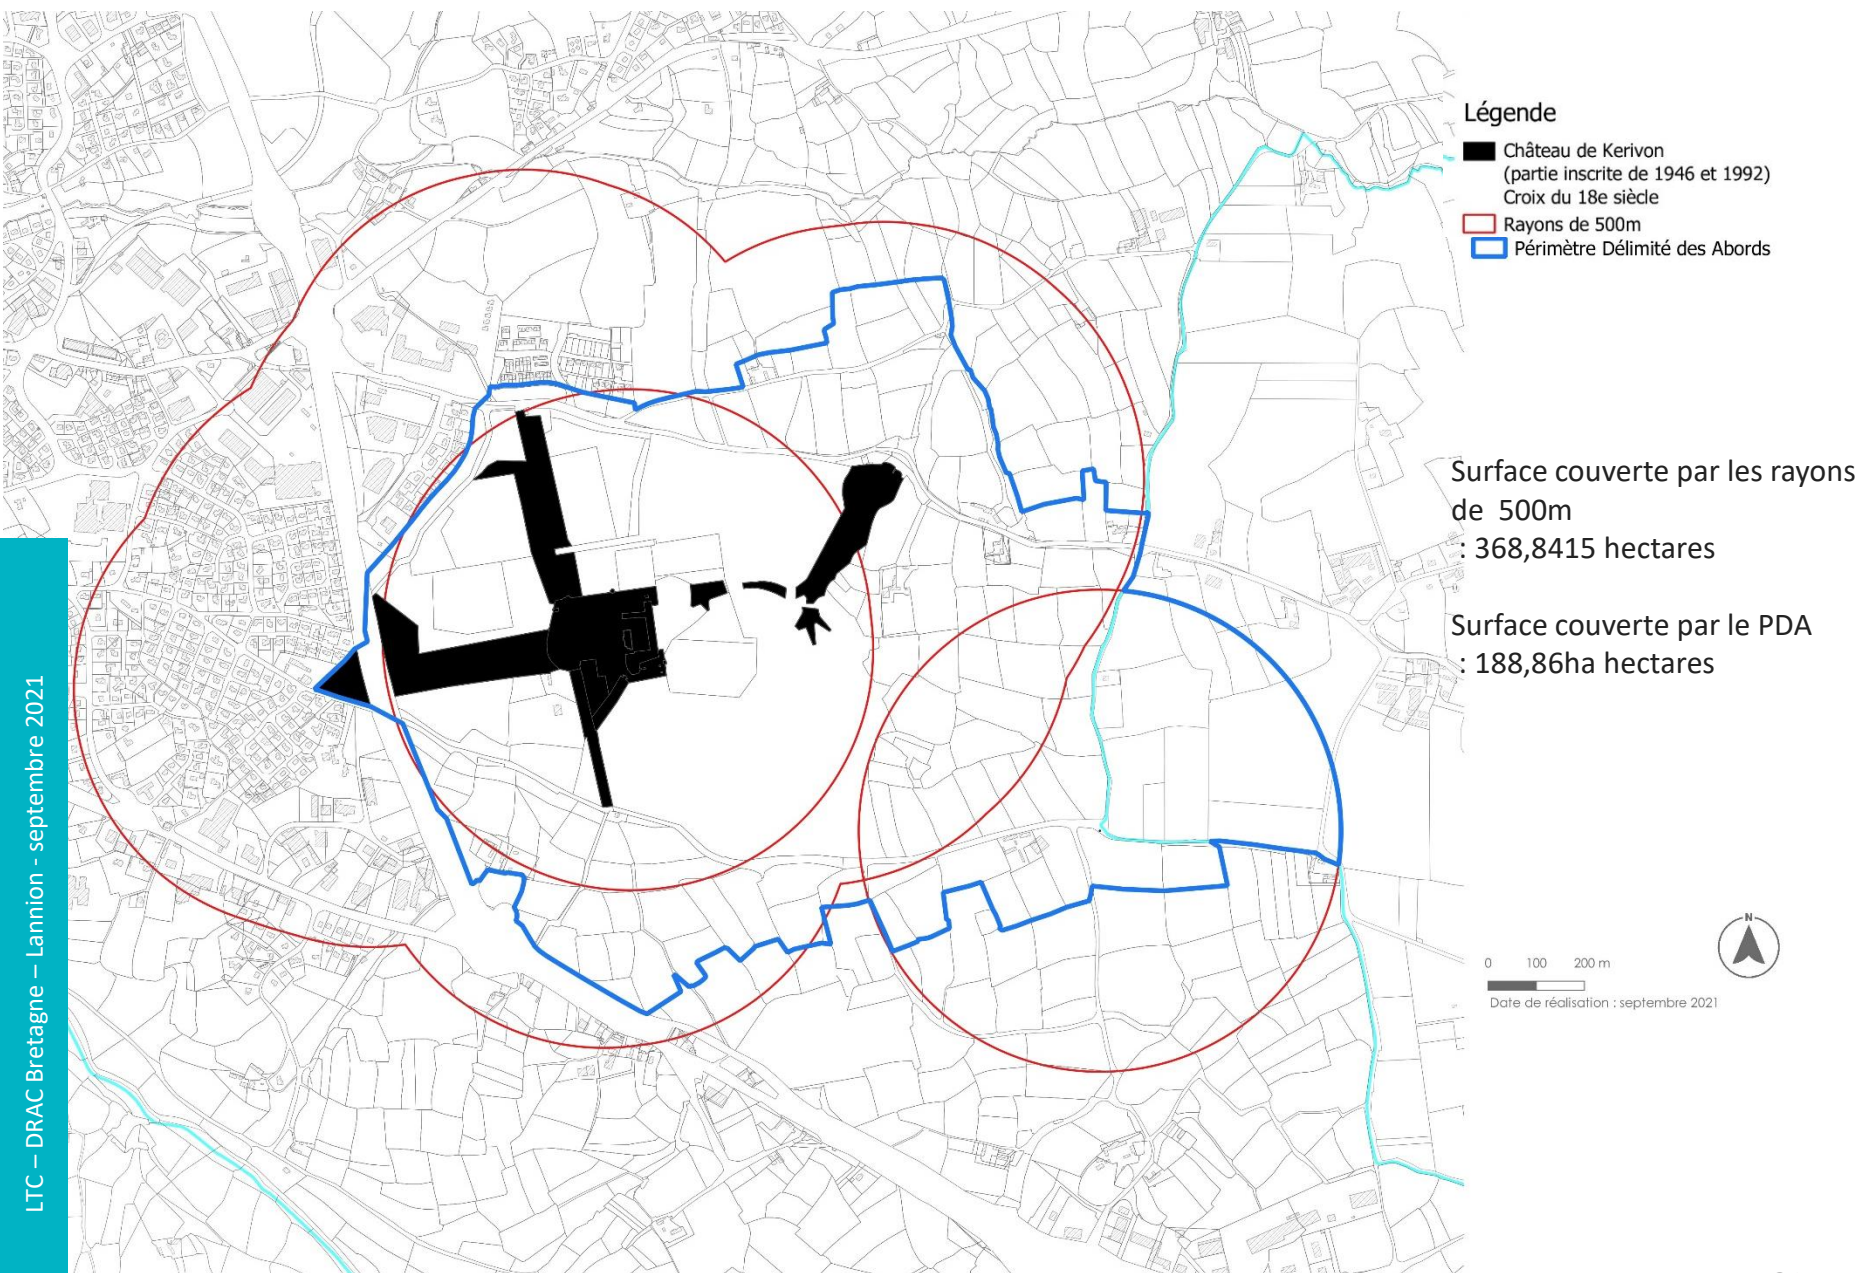 Légende
Château de Kerivon
(partie inscrite de 1946 et 1992)
Croix du 18e siècle
Rayons de 500m
Périmètre Délimité des Abords
Surface couverte par les rayons
de 500m
: 368,8415 hectares
Surface couverte par le PDA
: 188,86ha hectares
N
0 100 200 m
Date de réalisation : septembre 2021
LTC – DRAC Bretagne – Lannion - septembre 2021